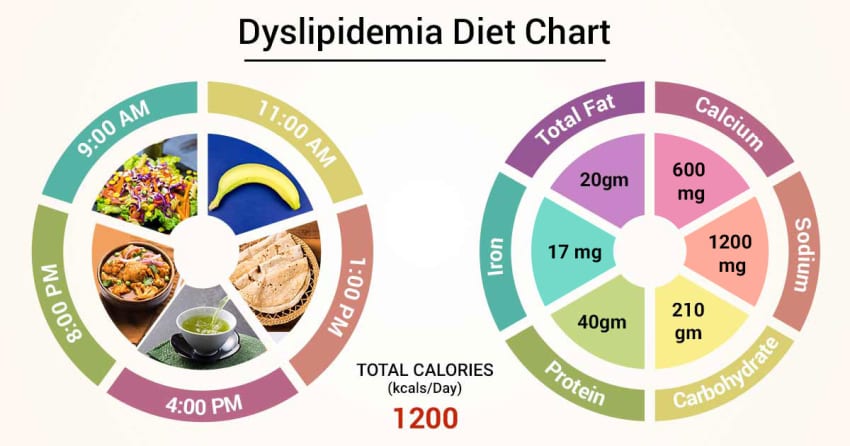 Dyslipidemia Diet Chart
9:00 AM
11:00 AM
1:00 PM
4:00 PM
8:00 PM
TOTAL CALORIES
(kcals/Day)
1200
Total Fat
20gm
Calcium
600
mg
Sodium
1200
mg
Carbohydrate
210
gm
Protein
40gm
Iron
17 mg